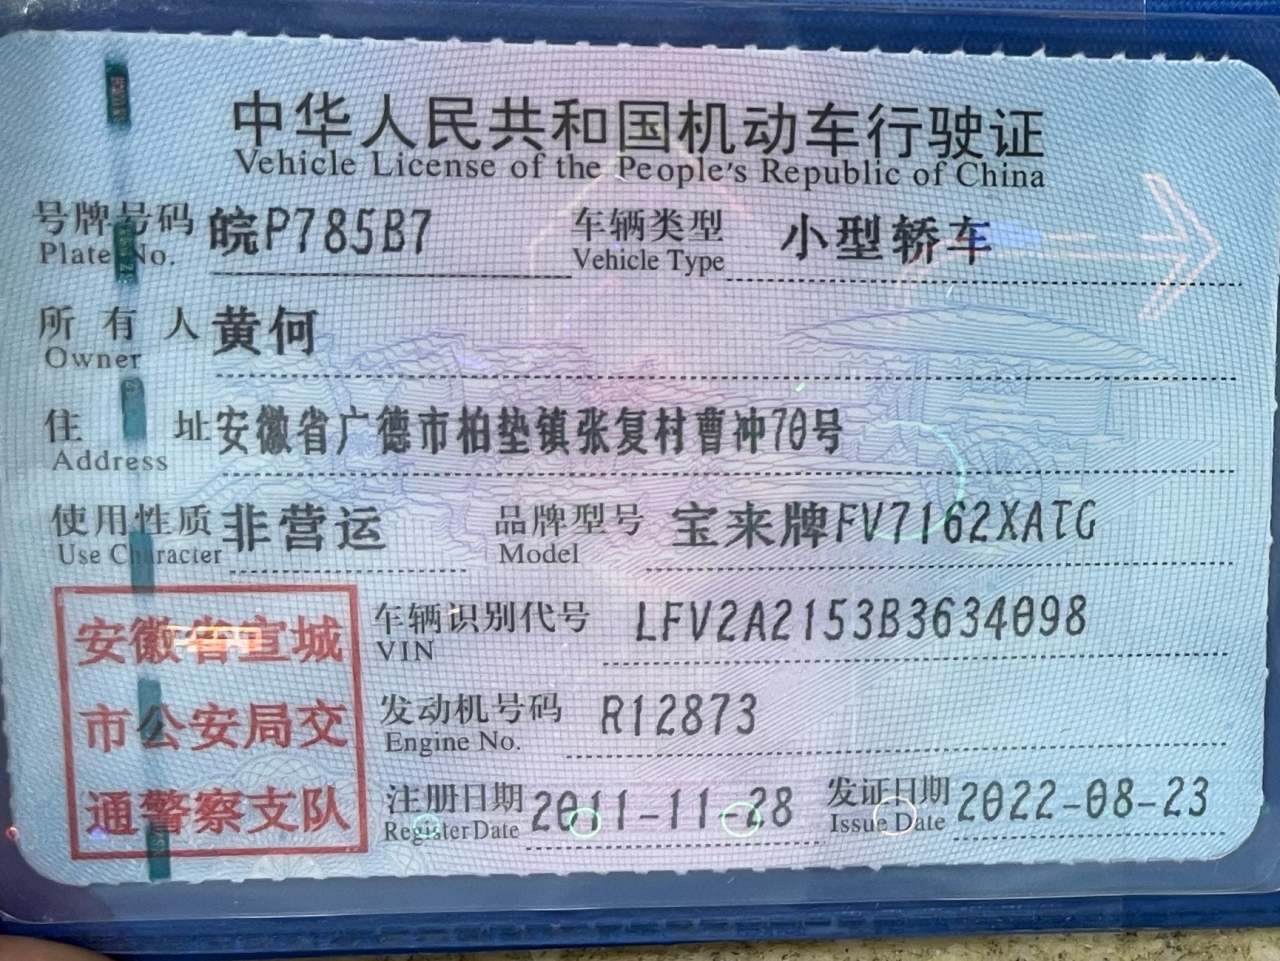 中华人民共和国机动车行驶证
Vehicle License of the People's Republic of China
号牌号码 皖P785B7 车辆类型 小型轿车
Plate No. Vehicle Type
所有人 黄何
Owner
住址 安徽省广德市柏垫镇张复村曹冲70号
Address
使用性质 非营运 品牌型号 宝来牌FV7162XATG
Use Character Model
安徽省宣城
市公安局交
通警察支队
车辆识别代号 LFV2A2153B3634098
VIN
发动机号码 R12873
Engine No.
注册日期 2011-11-28 发证日期 2022-08-23
Register Date Issue Date